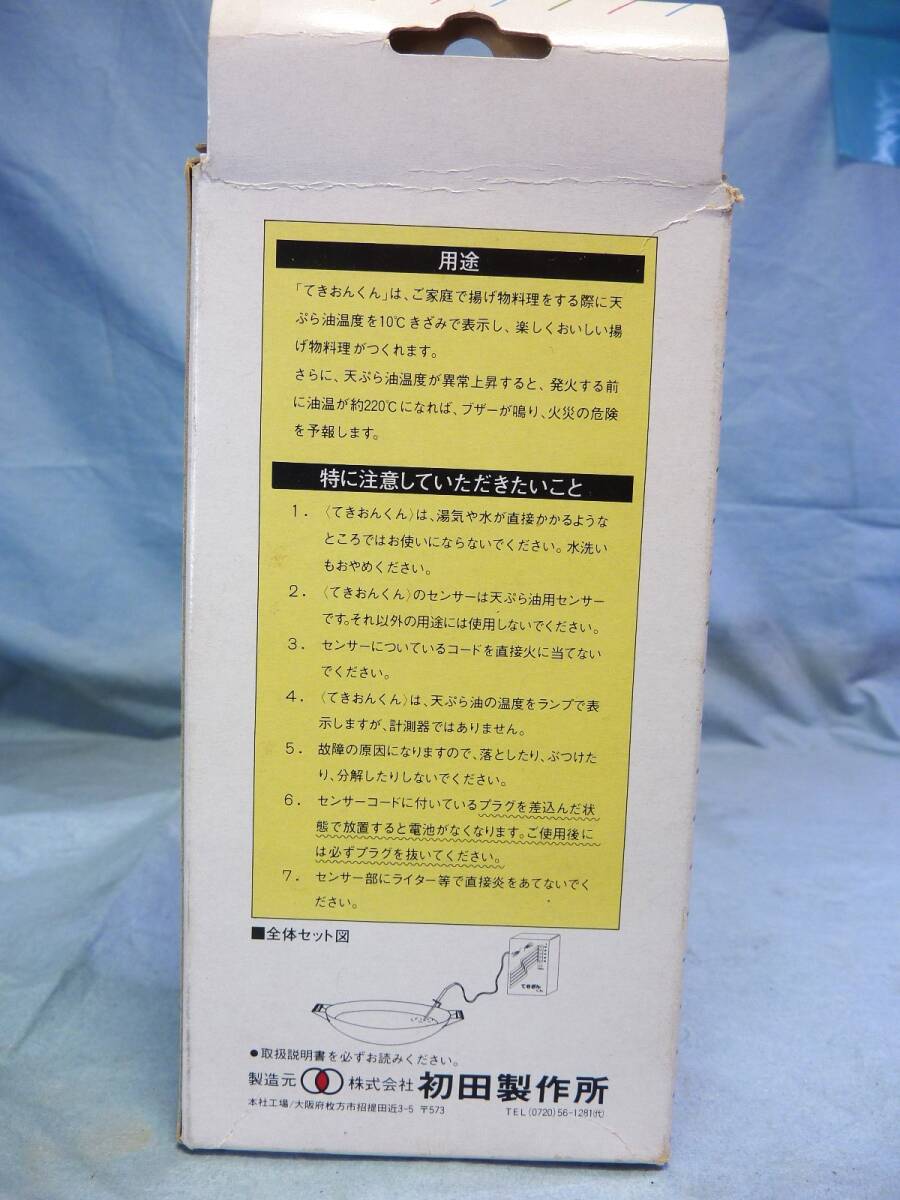 用途
「てきおんくん」は、ご家庭で揚げ物料理をする際に天
ぷら油温度を10℃きざみで表示し、楽しくおいしい揚
げ物料理がつくれます。
さらに、天ぷら油温度が異常上昇すると、発火する前
に油温が約220℃になれば、ブザーが鳴り、火災の危険
を予報します。
特に注意していただきたいこと
1. 〈てきおんくん〉は、湯気や水が直接かかるような
ところではお使いにならないでください。水洗い
もおやめください。
2. 〈てきおんくん〉のセンサーは天ぷら油用センサー
です。それ以外の用途には使用しないでください。
3. センサーについているコードを直接火に当てない
でください。
4. 〈てきおんくん〉は、天ぷら油の温度をランプで表
示しますが、計測器ではありません。
5. 故障の原因になりますので、落としたり、ぶつけた
り、分解したりしないでください。
6. センサーコードに付いているプラグを差込んだ状
態で放置すると電池がなくなります。ご使用後に
は必ずプラグを抜いてください。
7. センサー部にライター等で直接炎をあてないでく
ださい。
■全体セット図
てきおん
くん
●取扱説明書を必ずお読みください。
製造元 株式会社 初田製作所
本社工場/大阪府枚方市招提田近3-5 〒573 TEL(0720)56-1281(代)